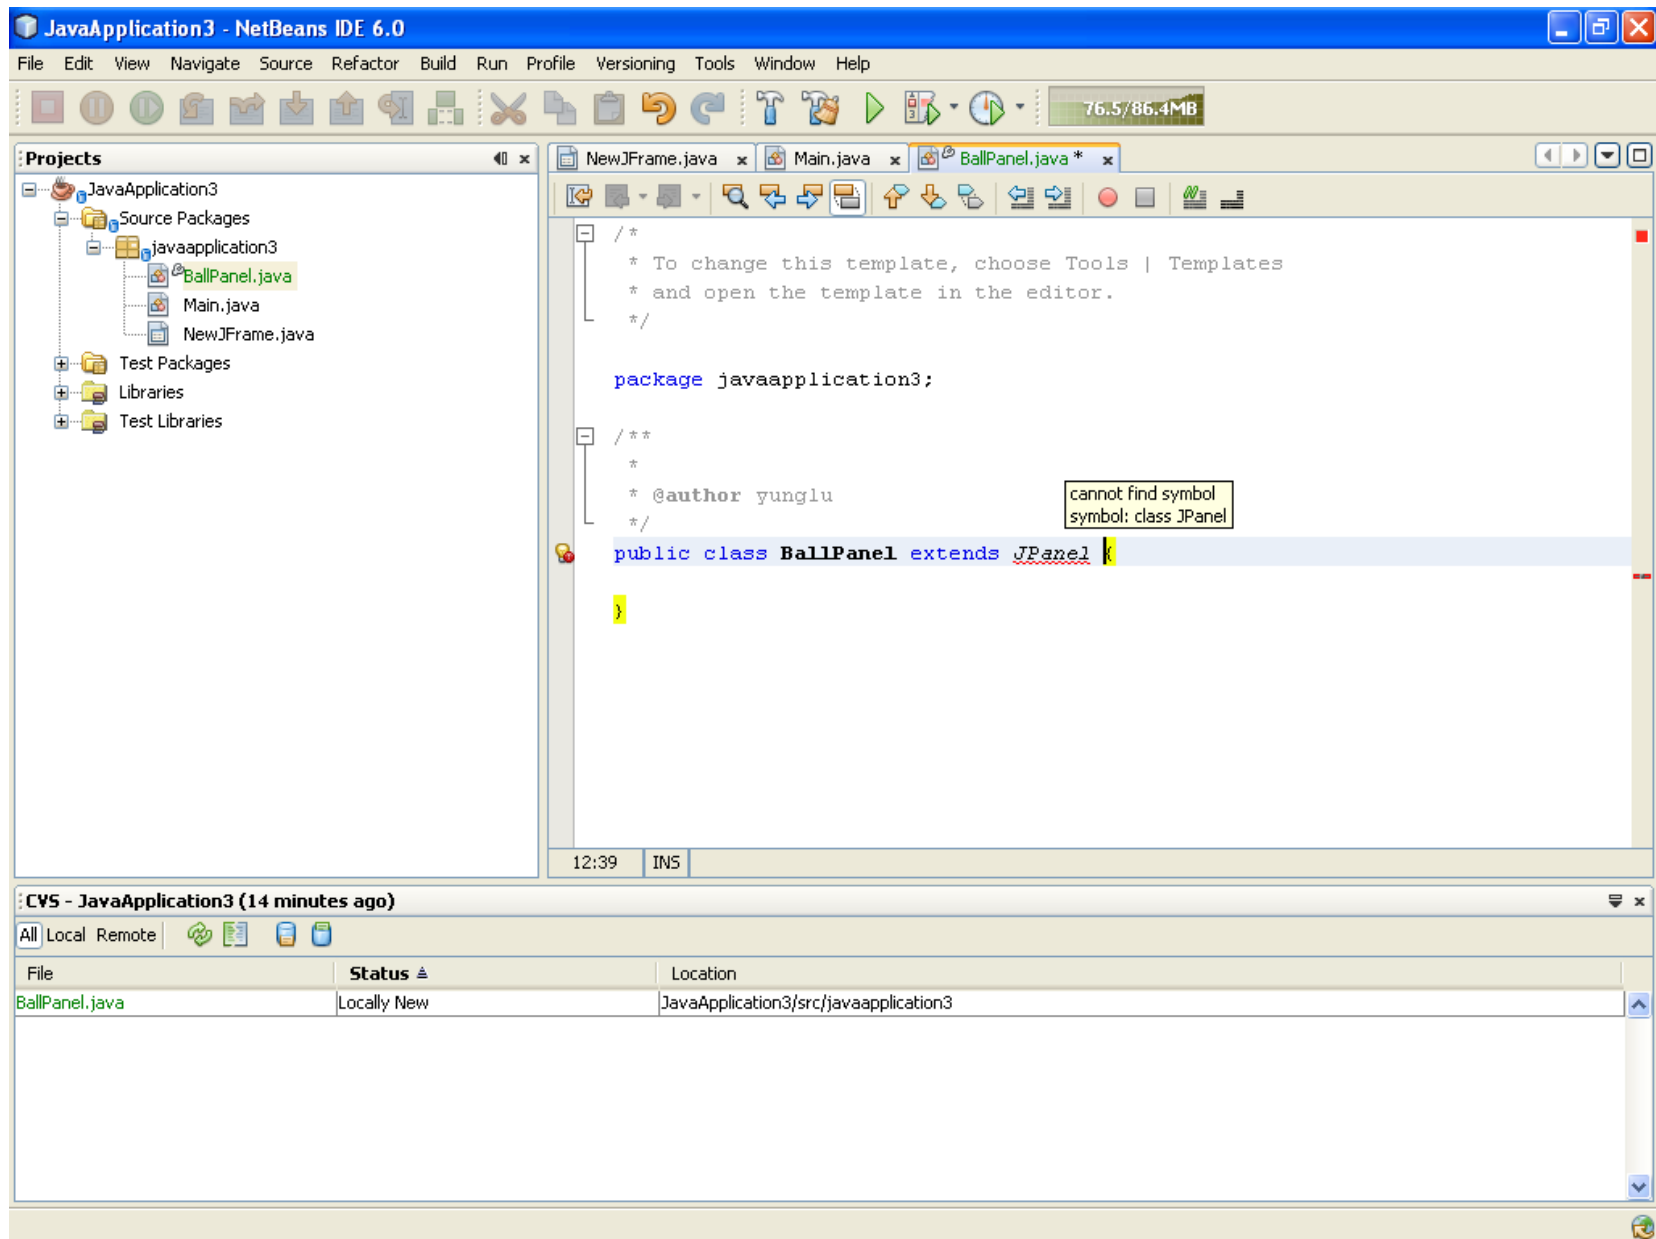 JavaApplication3 - NetBeans IDE 6.0
File Edit View Navigate Source Refactor Build Run Profile Versioning Tools Window Help
76.5/86.4MB
Projects
NewJFrame.java Main.java BallPanel.java *
JavaApplication3
Source Packages
javaapplication3
BallPanel.java
Main.java
NewJFrame.java
Test Packages
Libraries
Test Libraries
/*
* To change this template, choose Tools | Templates
* and open the template in the editor.
*/
package javaapplication3;
/**
*
* @author yunglu
*/
cannot find symbol
symbol: class JPanel
public class BallPanel extends JPanel {
}
12:39 INS
CVS - JavaApplication3 (14 minutes ago)
All Local Remote
File Status Location
BallPanel.java Locally New JavaApplication3/src/javaapplication3